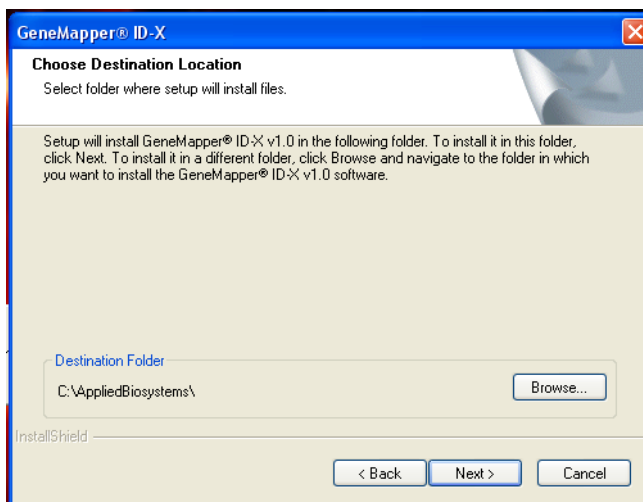 GeneMapper® ID-X
Choose Destination Location
Select folder where setup will install files.
Setup will install GeneMapper® ID-X v1.0 in the following folder. To install it in this folder,
click Next. To install it in a different folder, click Browse and navigate to the folder in which
you want to install the GeneMapper® ID-X v1.0 software.
Destination Folder
C:\AppliedBiosystems\
Browse...
InstallShield
< Back
Next >
Cancel